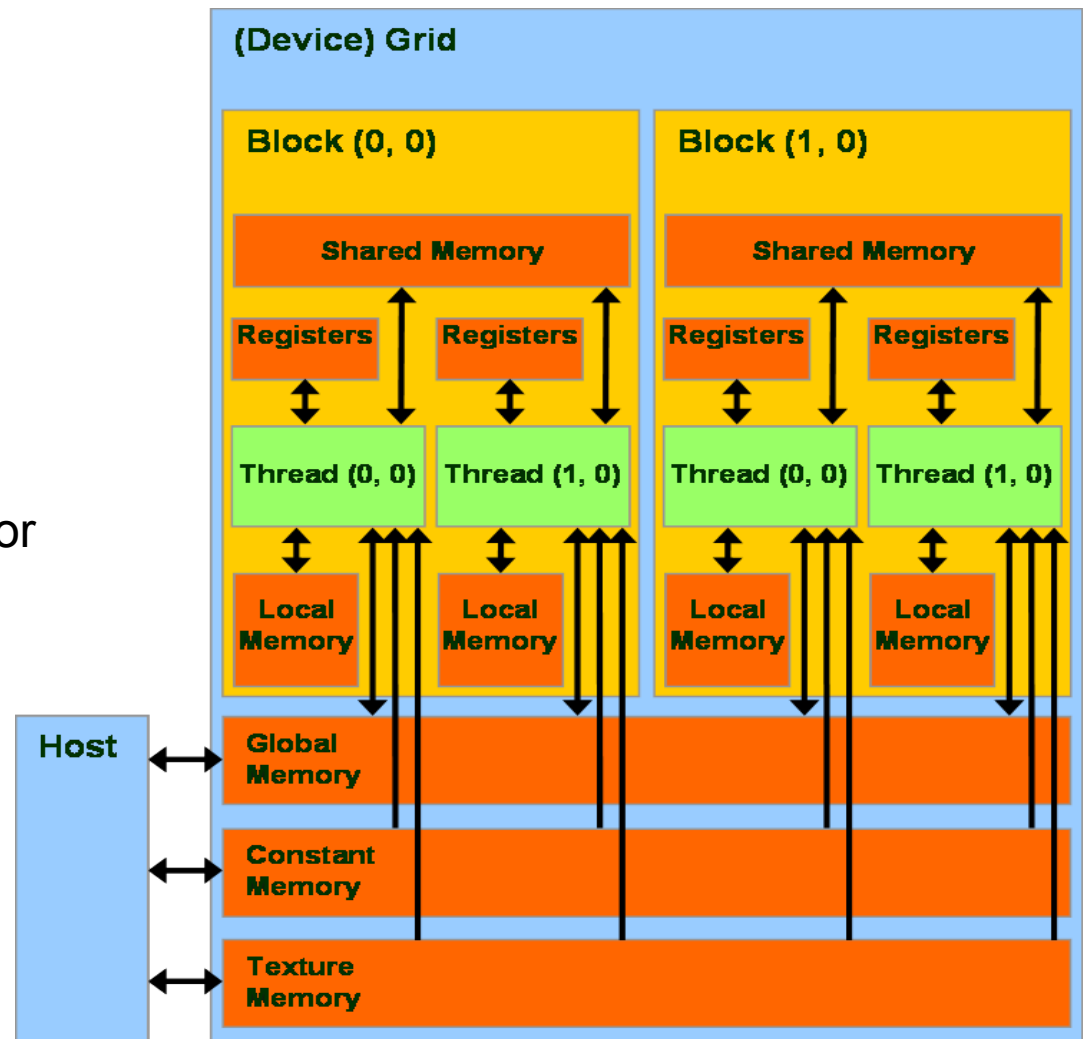 (Device) Grid
Block (0, 0)
Block (1, 0)
Shared Memory
Shared Memory
Registers
Registers
Registers
Registers
Thread (0, 0)
Thread (1, 0)
Thread (0, 0)
Thread (1, 0)
or
Local
Memory
Local
Memory
Local
Memory
Local
Memory
Host
Global
Memory
Constant
Memory
Texture
Memory